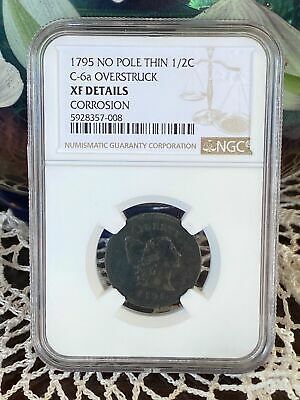 1795 NO POLE THIN 1/2C
C-6a OVERSTRUCK
XF DETAILS
CORROSION
5928357-008
NUMISMATIC GUARANTY CORPORATION
NGC